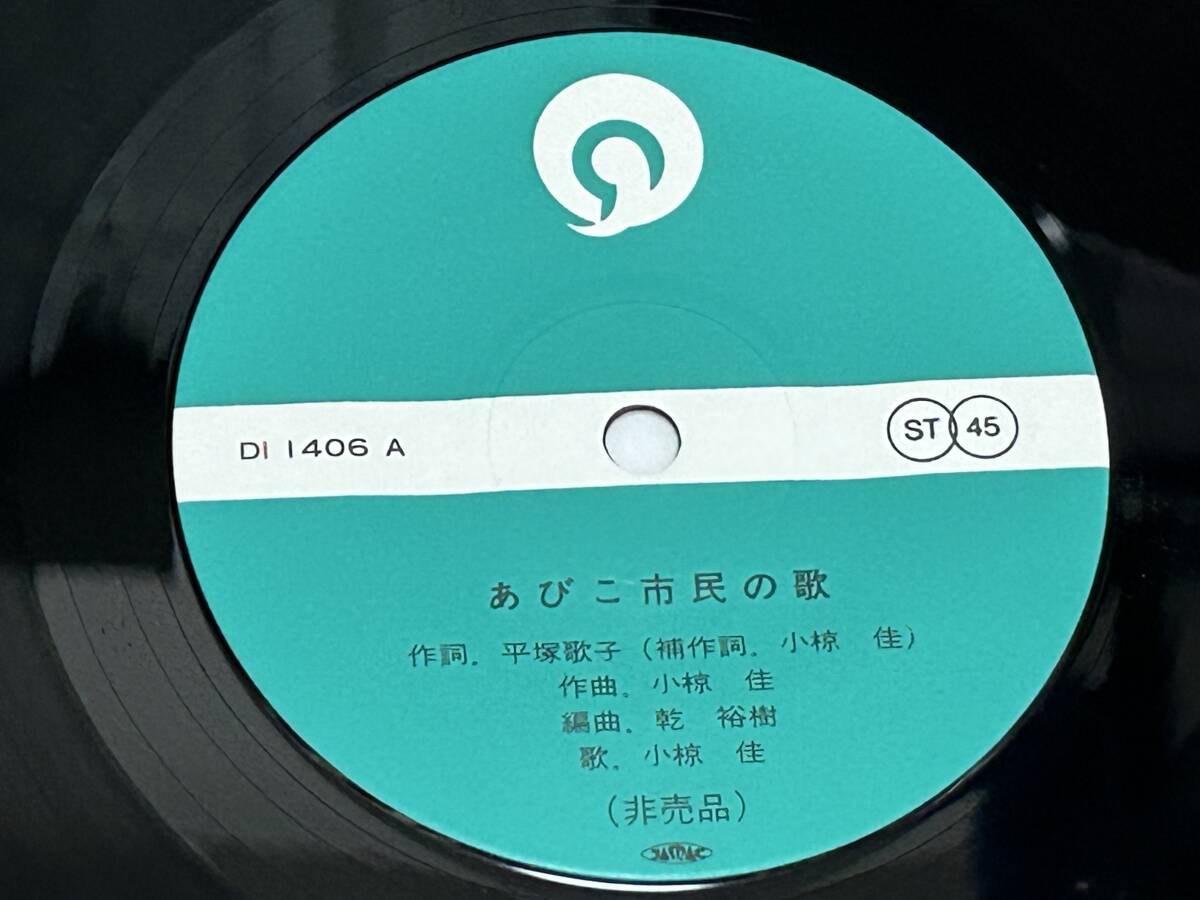 DI 1406 A
ST 45
あびこ市民の歌
作詞. 平塚歌子（補作詞. 小椋 佳）
作曲. 小椋 佳
編曲. 乾 裕樹
歌. 小椋 佳
（非売品）
JASRAC